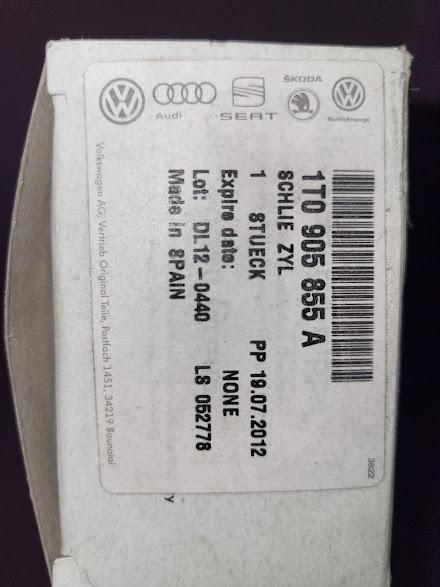 Audi
SEAT
ŠKODA
Nutzfahrzeuge
1T0 905 855 A
SCHLIE ZYL
1 STUECK PP 19.07.2012
Expire date: NONE
Lot: DL12-0440 LS 052778
Made in SPAIN
Volkswagen AG, Vertrieb Original Teile, Postfach 1451, 34219 Baunatal
3622
Y